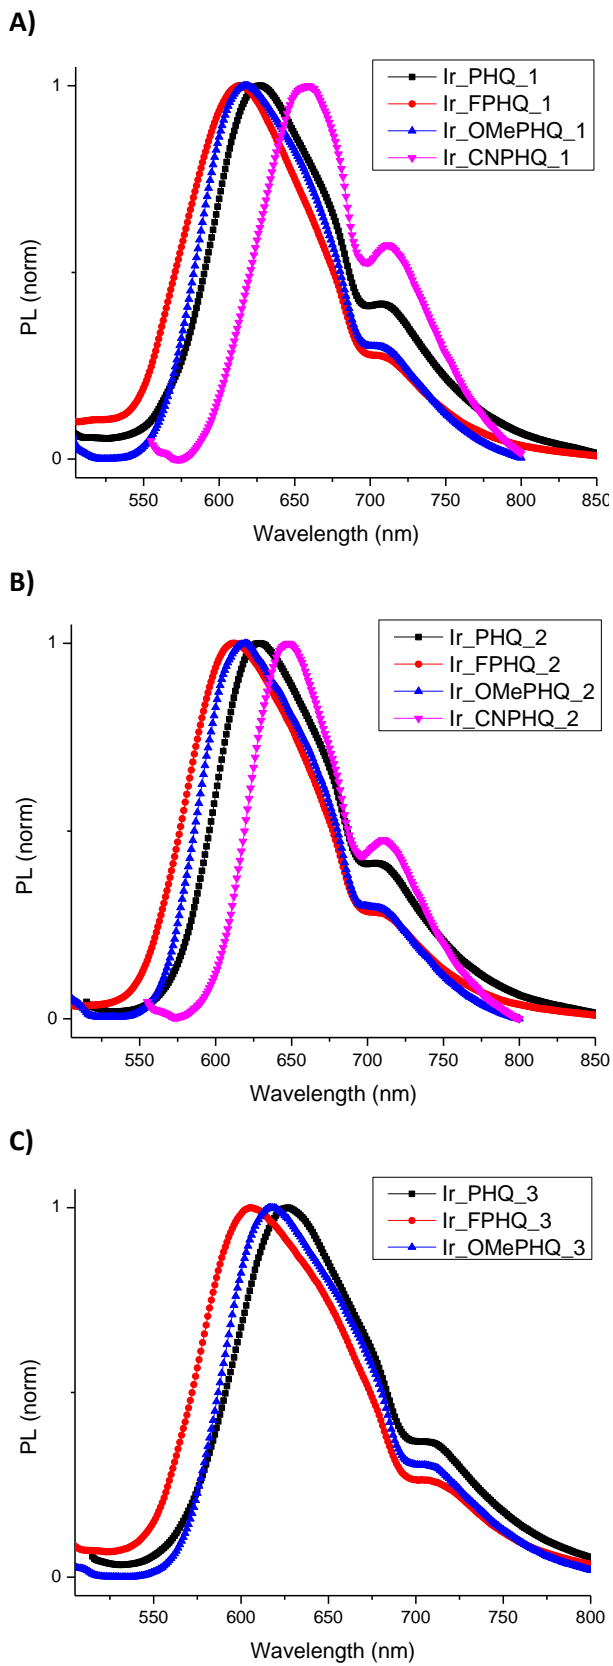 A)
Ir_PHQ_1
Ir_FPHQ_1
Ir_OMePHQ_1
Ir_CNPHQ_1
1
0
PL (norm)
550 600 650 700 750 800 850
Wavelength (nm)
B)
Ir_PHQ_2
Ir_FPHQ_2
Ir_OMePHQ_2
Ir_CNPHQ_2
1
0
PL (norm)
550 600 650 700 750 800 850
Wavelength (nm)
C)
Ir_PHQ_3
Ir_FPHQ_3
Ir_OMePHQ_3
1
0
PL (norm)
550 600 650 700 750 800
Wavelength (nm)